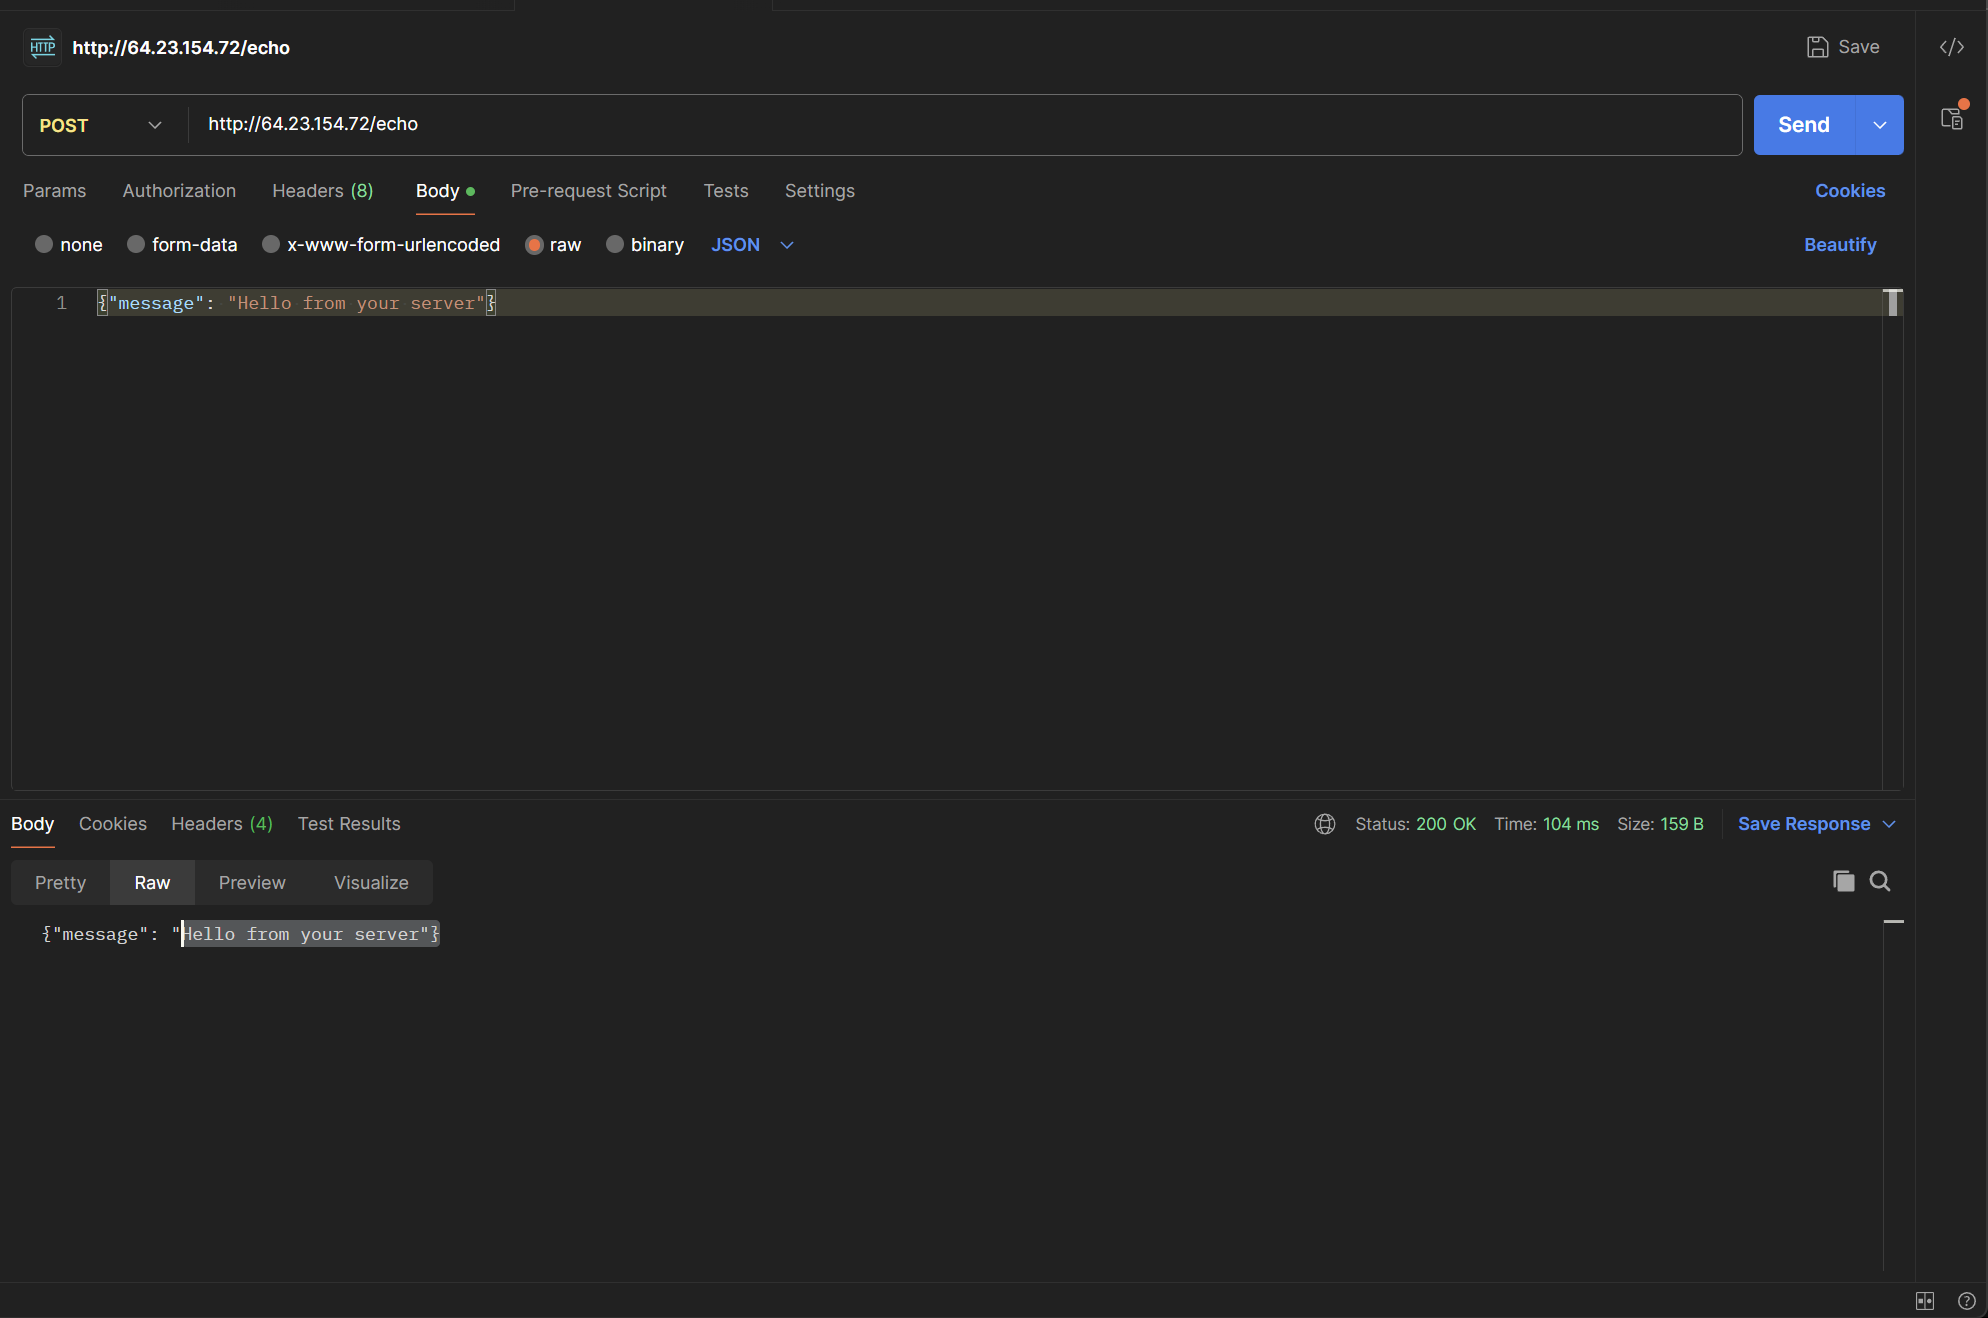 HTTP http://64.23.154.72/echo Save
POST http://64.23.154.72/echo Send
Params Authorization Headers (8) Body Pre-request Script Tests Settings Cookies
none form-data x-www-form-urlencoded raw binary JSON Beautify
1 {"message": "Hello from your server"}
Body Cookies Headers (4) Test Results Status: 200 OK Time: 104 ms Size: 159 B Save Response
Pretty Raw Preview Visualize
{"message": "Hello from your server"}